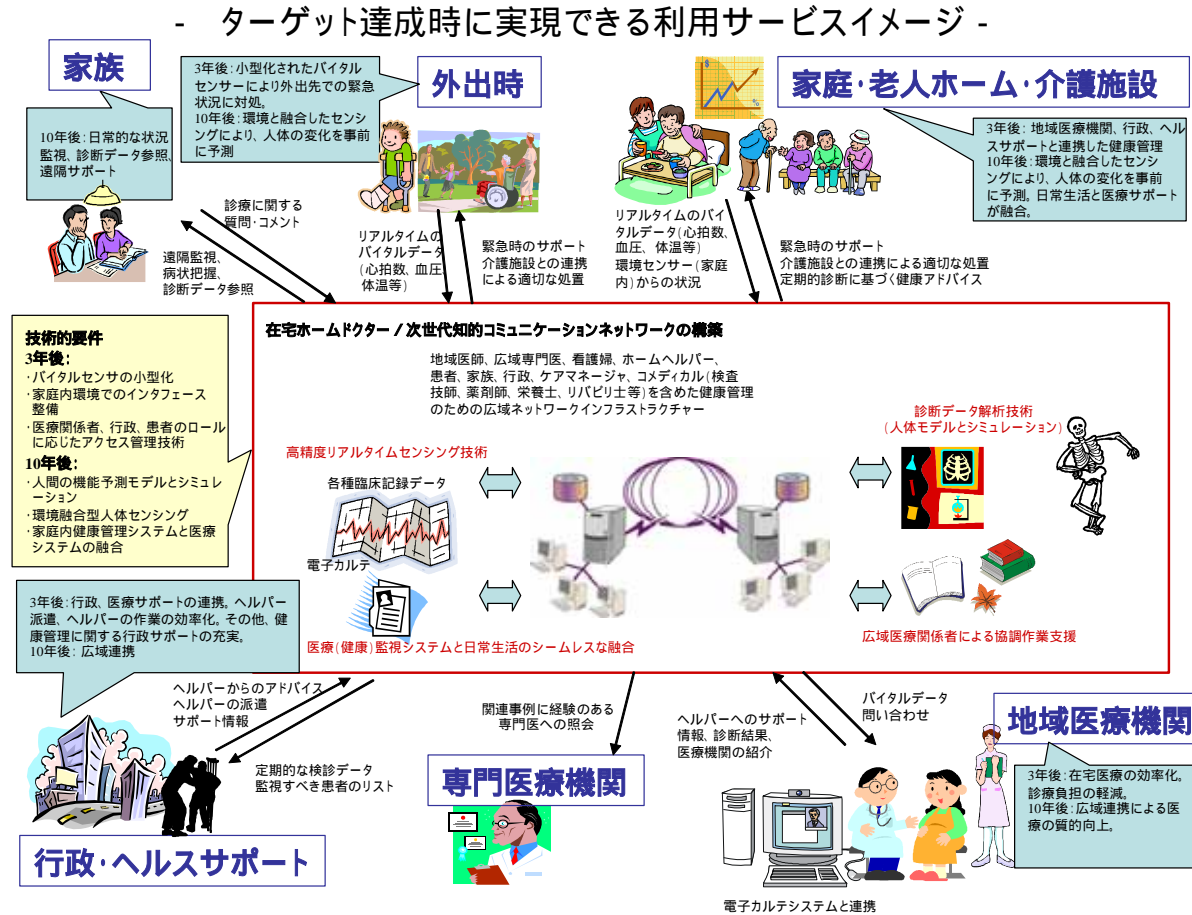 - ターゲット達成時に実現できる利用サービスイメージ -
家族
10年後:日常的な状況
監視、診断データ参照、
遠隔サポート
3年後:小型化されたバイタル
センサーにより外出先での緊急
状況に対処。
10年後:環境と融合したセンシ
ングにより、人体の変化を事前
に予測
外出時
$
%
家庭・老人ホーム・介護施設
3年後:地域医療機関、行政、ヘル
スサポートと連携した健康管理
10年後:環境と融合したセンシ
ングにより、人体の変化を事前
に予測。日常生活と医療サポート
が融合。
診療に関する
質問・コメント
遠隔監視、
病状把握、
診断データ参照
リアルタイムの
バイタルデータ
(心拍数、血圧、
体温等)
緊急時のサポート
介護施設との連携
による適切な処置
リアルタイムのバイ
タルデータ(心拍数、
血圧、体温等)
環境センサー(家庭
内)からの状況
緊急時のサポート
介護施設との連携による適切な処置
定期的診断に基づく健康アドバイス
技術的要件
3年後:
・バイタルセンサの小型化
・家庭内環境でのインタフェース
整備
・医療関係者、行政、患者のロール
に応じたアクセス管理技術
10年後:
・人間の機能予測モデルとシミュレ
ーション
・環境融合型人体センシング
・家庭内健康管理システムと医療
システムの融合
在宅ホームドクター / 次世代知的コミュニケーションネットワークの構築
地域医師、広域専門医、看護婦、ホームヘルパー、
患者、家族、行政、ケアマネージャ、コメディカル(検査
技師、薬剤師、栄養士、リハビリ士等)を含めた健康管理
のための広域ネットワークインフラストラクチャー
高精度リアルタイムセンシング技術
各種臨床記録データ
電子カルテ
医療(健康)監視システムと日常生活のシームレスな融合
診断データ解析技術
(人体モデルとシミュレーション)
広域医療関係者による協調作業支援
3年後:行政、医療サポートの連携。ヘルパー
派遣、ヘルパーの作業の効率化。その他、健
康管理に関する行政サポートの充実。
10年後: 広域連携
ヘルパーからのアドバイス
ヘルパーの派遣
サポート情報
定期的な検診データ
監視すべき患者のリスト
行政・ヘルスサポート
関連事例に経験のある
専門医への照会
専門医療機関
ヘルパーへのサポート
情報、診断結果、
医療機関の紹介
バイタルデータ
問い合わせ
地域医療機関
3年後:在宅医療の効率化。
診療負担の軽減。
10年後:広域連携による医
療の質的向上。
電子カルテシステムと連携